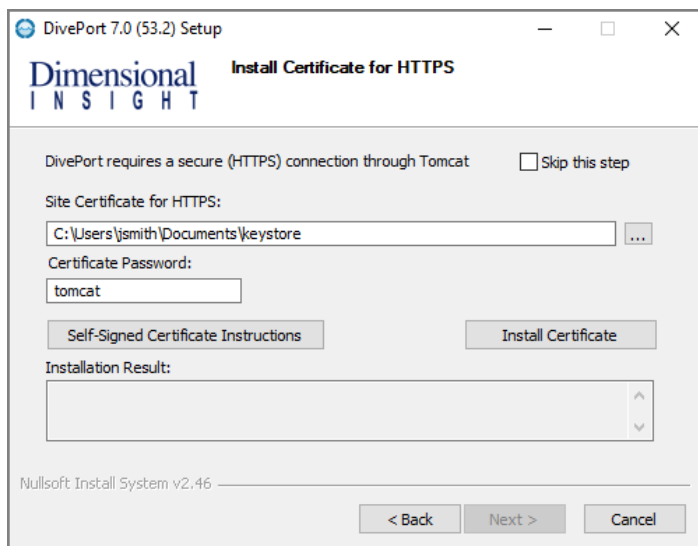 DivePort 7.0 (53.2) Setup
Dimensional
INSIGHT
Install Certificate for HTTPS
DivePort requires a secure (HTTPS) connection through Tomcat
Skip this step
Site Certificate for HTTPS:
C:\Users\jsmith\Documents\keystore
...
Certificate Password:
tomcat
Self-Signed Certificate Instructions
Install Certificate
Installation Result:
Nullsoft Install System v2.46
< Back
Next >
Cancel